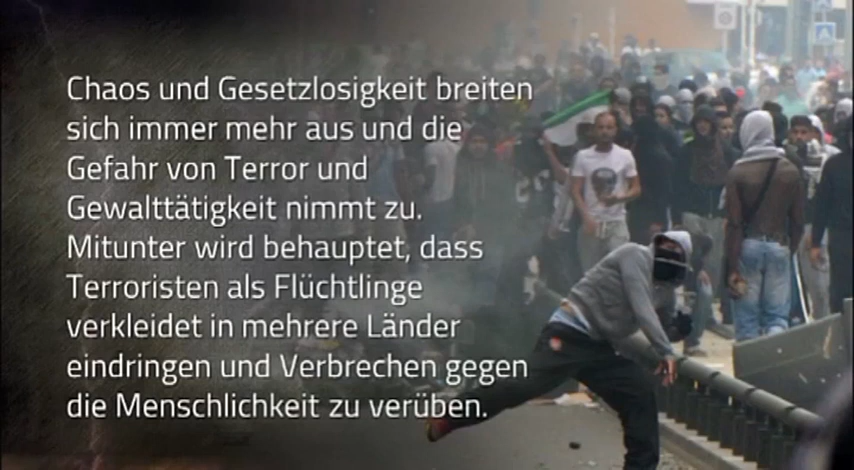 Chaos und Gesetzlosigkeit breiten
sich immer mehr aus und die
Gefahr von Terror und
Gewalttätigkeit nimmt zu.
Mitunter wird behauptet, dass
Terroristen als Flüchtlinge
verkleidet in mehrere Länder
eindringen und Verbrechen gegen
die Menschlichkeit zu verüben.